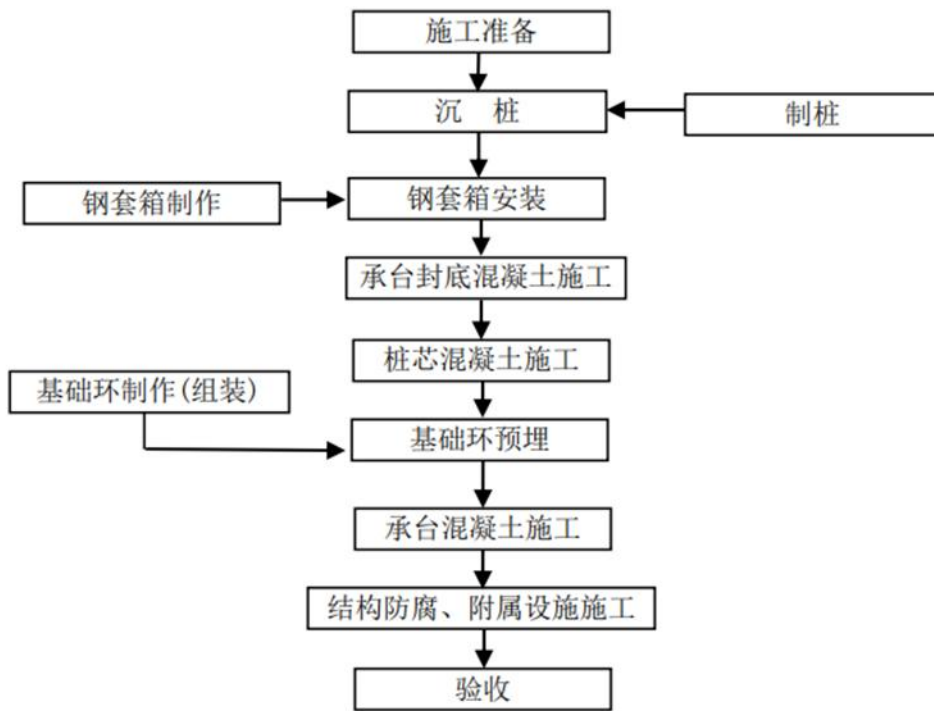 施工准备
沉 桩
制桩
钢套箱制作
钢套箱安装
承台封底混凝土施工
桩芯混凝土施工
基础环制作(组装)
基础环预埋
承台混凝土施工
结构防腐、附属设施施工
验收